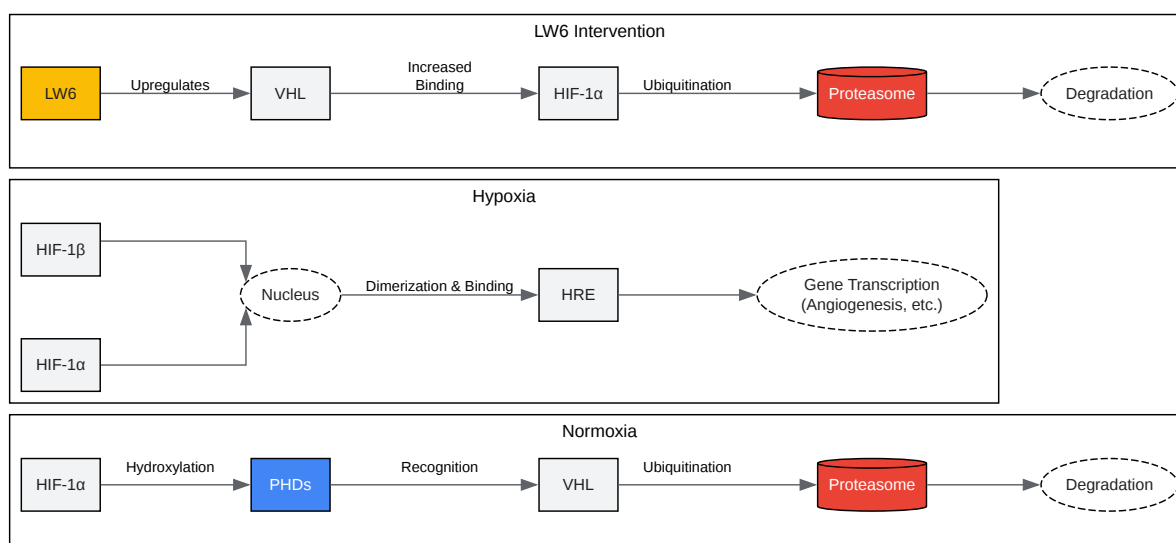 LW6 Intervention
LW6
Upregulates
VHL
Increased
Binding
HIF-1α
Ubiquitination
Proteasome
Degradation
Hypoxia
HIF-1β
HIF-1α
Nucleus
Dimerization & Binding
HRE
Gene Transcription
(Angiogenesis, etc.)
Normoxia
HIF-1α
Hydroxylation
PHDs
Recognition
VHL
Ubiquitination
Proteasome
Degradation